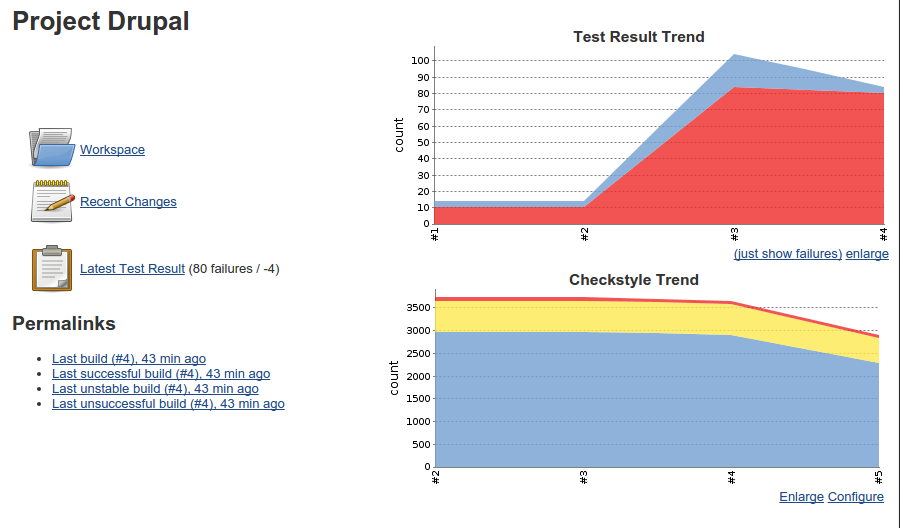 Project Drupal
Workspace
Recent Changes
Latest Test Result (80 failures / -4)
Permalinks
Last build (#4), 43 min ago
Last successful build (#4), 43 min ago
Last unstable build (#4), 43 min ago
Last unsuccessful build (#4), 43 min ago
Test Result Trend
count
100
90
80
70
60
50
40
30
20
10
0
#1 #2 #3 #4
(just show failures) enlarge
Checkstyle Trend
count
3500
3000
2500
2000
1500
1000
500
0
#2 #3 #4 #5
Enlarge Configure